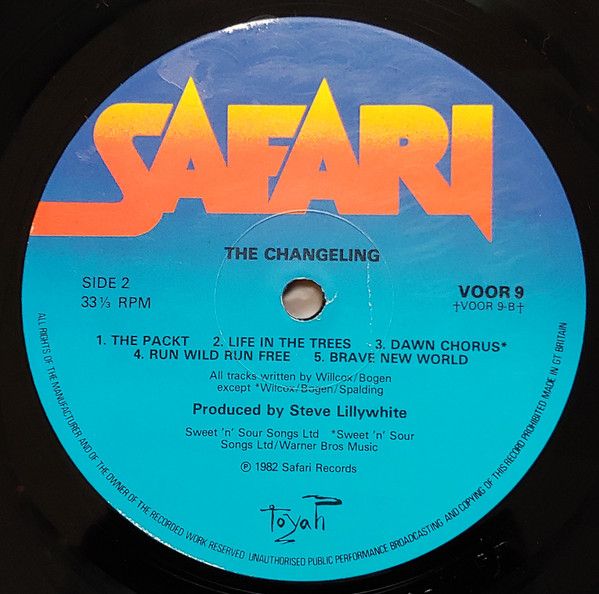 SAFARI
THE CHANGELING
SIDE 2
33⅓ RPM
VOOR 9
†VOOR 9-B†
1. THE PACKT 2. LIFE IN THE TREES 3. DAWN CHORUS*
4. RUN WILD RUN FREE 5. BRAVE NEW WORLD
All tracks written by Willcox/Bogen
except *Wilcox/Bogen/Spalding
Produced by Steve Lillywhite
Sweet 'n' Sour Songs Ltd *Sweet 'n' Sour
Songs Ltd/Warner Bros Music
℗ 1982 Safari Records
toyah
ALL RIGHTS OF THE MANUFACTURER AND OF THE OWNER OF THE RECORDED WORK RESERVED. UNAUTHORISED PUBLIC PERFORMANCE BROADCASTING AND COPYING OF THIS RECORD PROHIBITED MADE IN GT BRITAIN